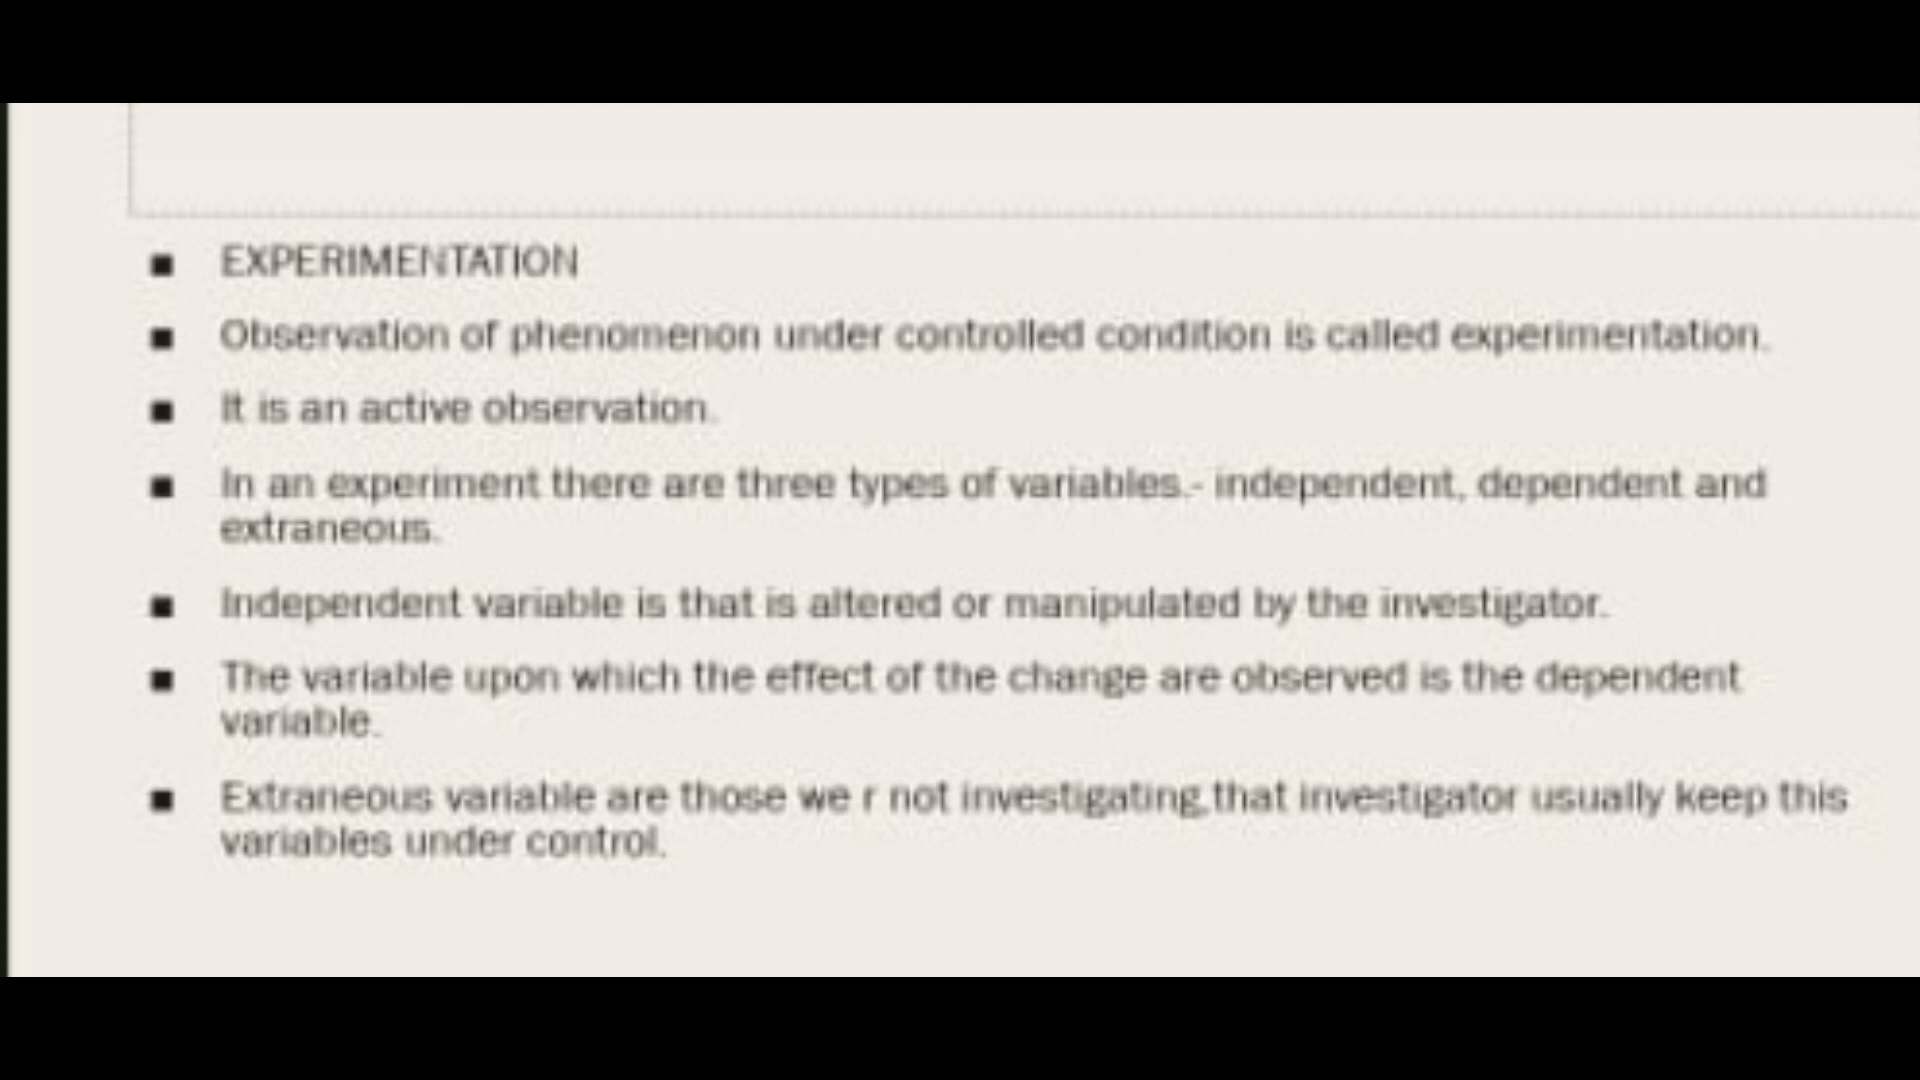 ■ EXPERIMENTATION
■ Observation of phenomenon under controlled condition is called experimentation.
■ It is an active observation.
■ In an experiment there are three types of variables.- independent, dependent and
extraneous.
■ Independent variable is that is altered or manipulated by the investigator.
■ The variable upon which the effect of the change are observed is the dependent
variable.
■ Extraneous variable are those we r not investigating,that investigator usually keep this
variables under control.